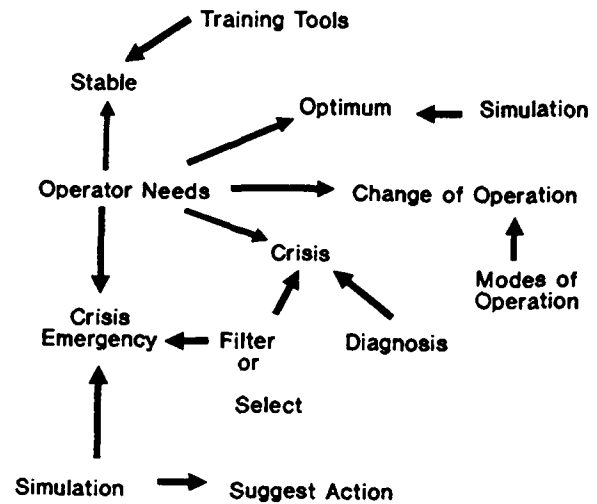 Training Tools
Stable
Optimum
Simulation
Operator Needs
Change of Operation
Crisis
Modes of
Operation
Crisis
Emergency
Filter
or
Select
Diagnosis
Simulation
Suggest Action